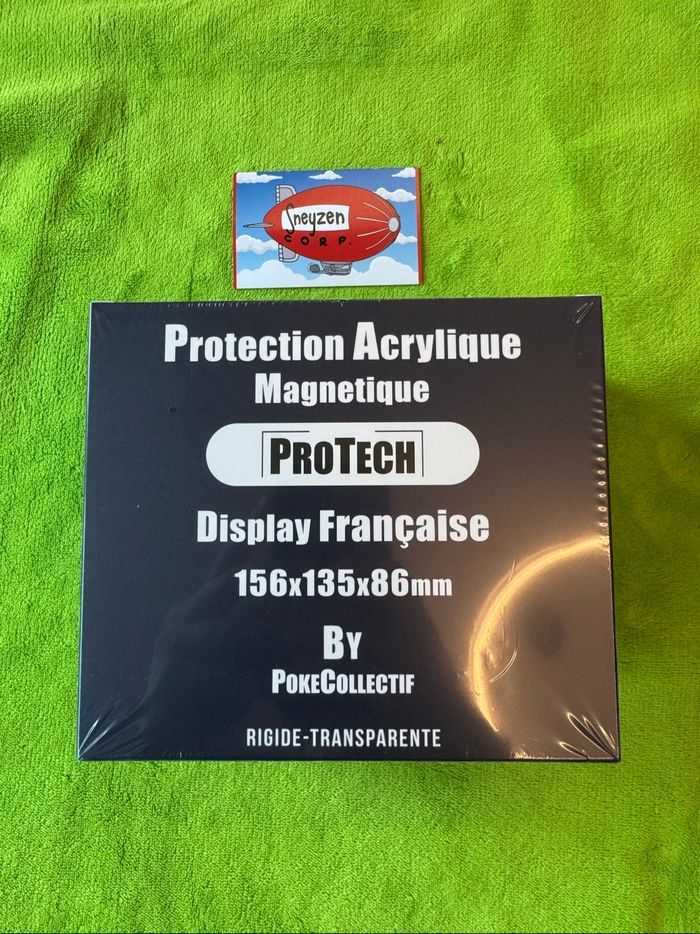 Sneyzen
CORP.
Protection Acrylique
Magnetique
ProTech
Display Française
156x135x86mm
By
PokeCollectif
RIGIDE-TRANSPARENTE